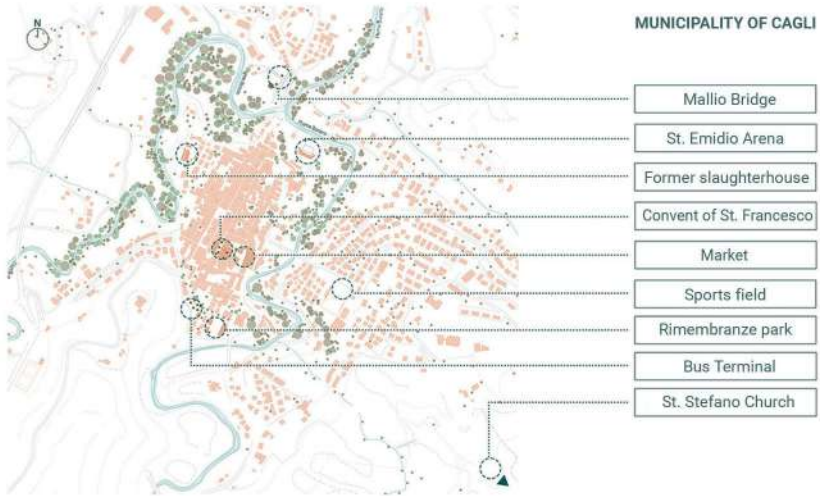 N
MUNICIPALITY OF CAGLI
Mallio Bridge
St. Emidio Arena
Former slaughterhouse
Convent of St. Francesco
Market
Sports field
Rimembranze park
Bus Terminal
St. Stefano Church